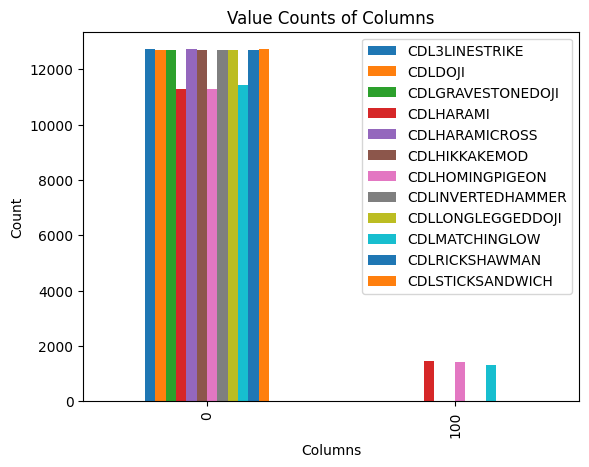 Value Counts of Columns
Count
12000
10000
8000
6000
4000
2000
0
CDL3LINESTRIKE
CDLDOJI
CDLGRAVESTONEDOJI
CDLHARAMI
CDLHARAMICROSS
CDLHIKKAKEMOD
CDLHOMINGPIGEON
CDLINVERTEDHAMMER
CDLLONGLEGGEDDOJI
CDLMATCHINGLOW
CDLRICKSHAWMAN
CDLSTICKSANDWICH
0
100
Columns